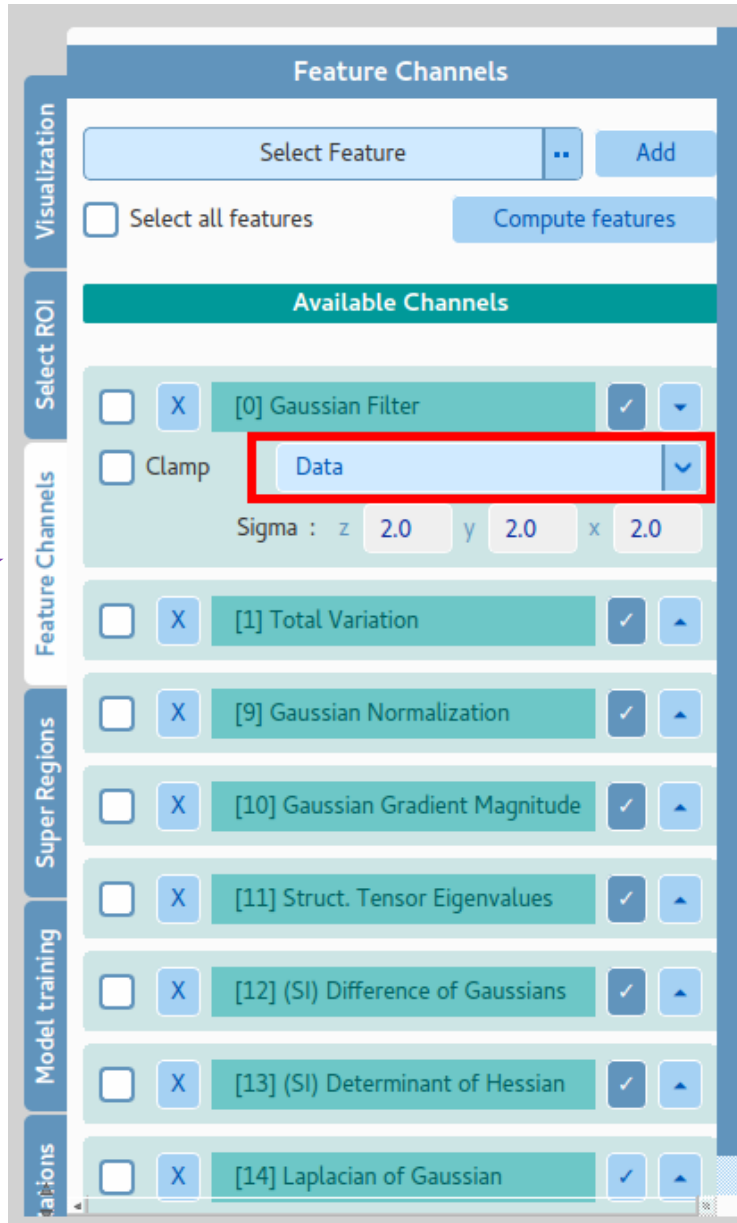 Feature Channels
Select Feature
Add
Select all features
Compute features
Available Channels
X [0] Gaussian Filter
Clamp Data
Sigma : z 2.0 y 2.0 x 2.0
X [1] Total Variation
X [9] Gaussian Normalization
X [10] Gaussian Gradient Magnitude
X [11] Struct. Tensor Eigenvalues
X [12] (SI) Difference of Gaussians
X [13] (SI) Determinant of Hessian
X [14] Laplacian of Gaussian
Visualization
Select ROI
Feature Channels
Super Regions
Model training